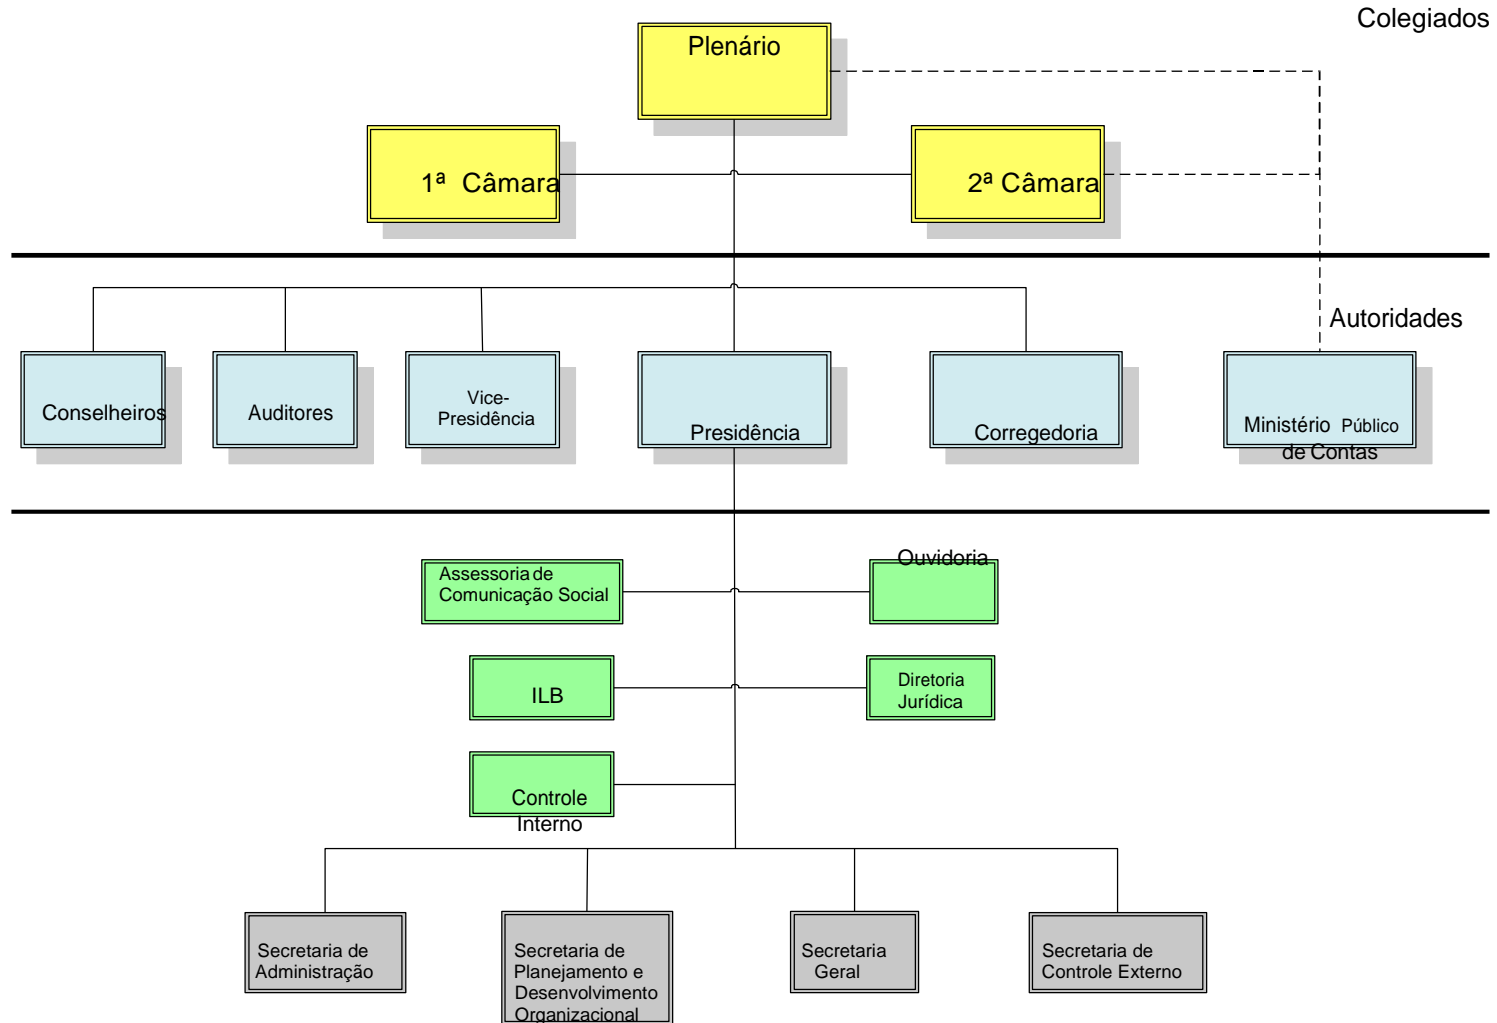 Colegiados
Plenário
1ª Câmara
2ª Câmara
Autoridades
Conselheiros
Auditores
Vice-
Presidência
Presidência
Corregedoria
Ministério Público
de Contas
Assessoria de
Comunicação Social
Ouvidoria
ILB
Diretoria
Jurídica
Controle
Interno
Secretaria de
Administração
Secretaria de
Planejamento e
Desenvolvimento
Organizacional
Secretaria
Geral
Secretaria de
Controle Externo